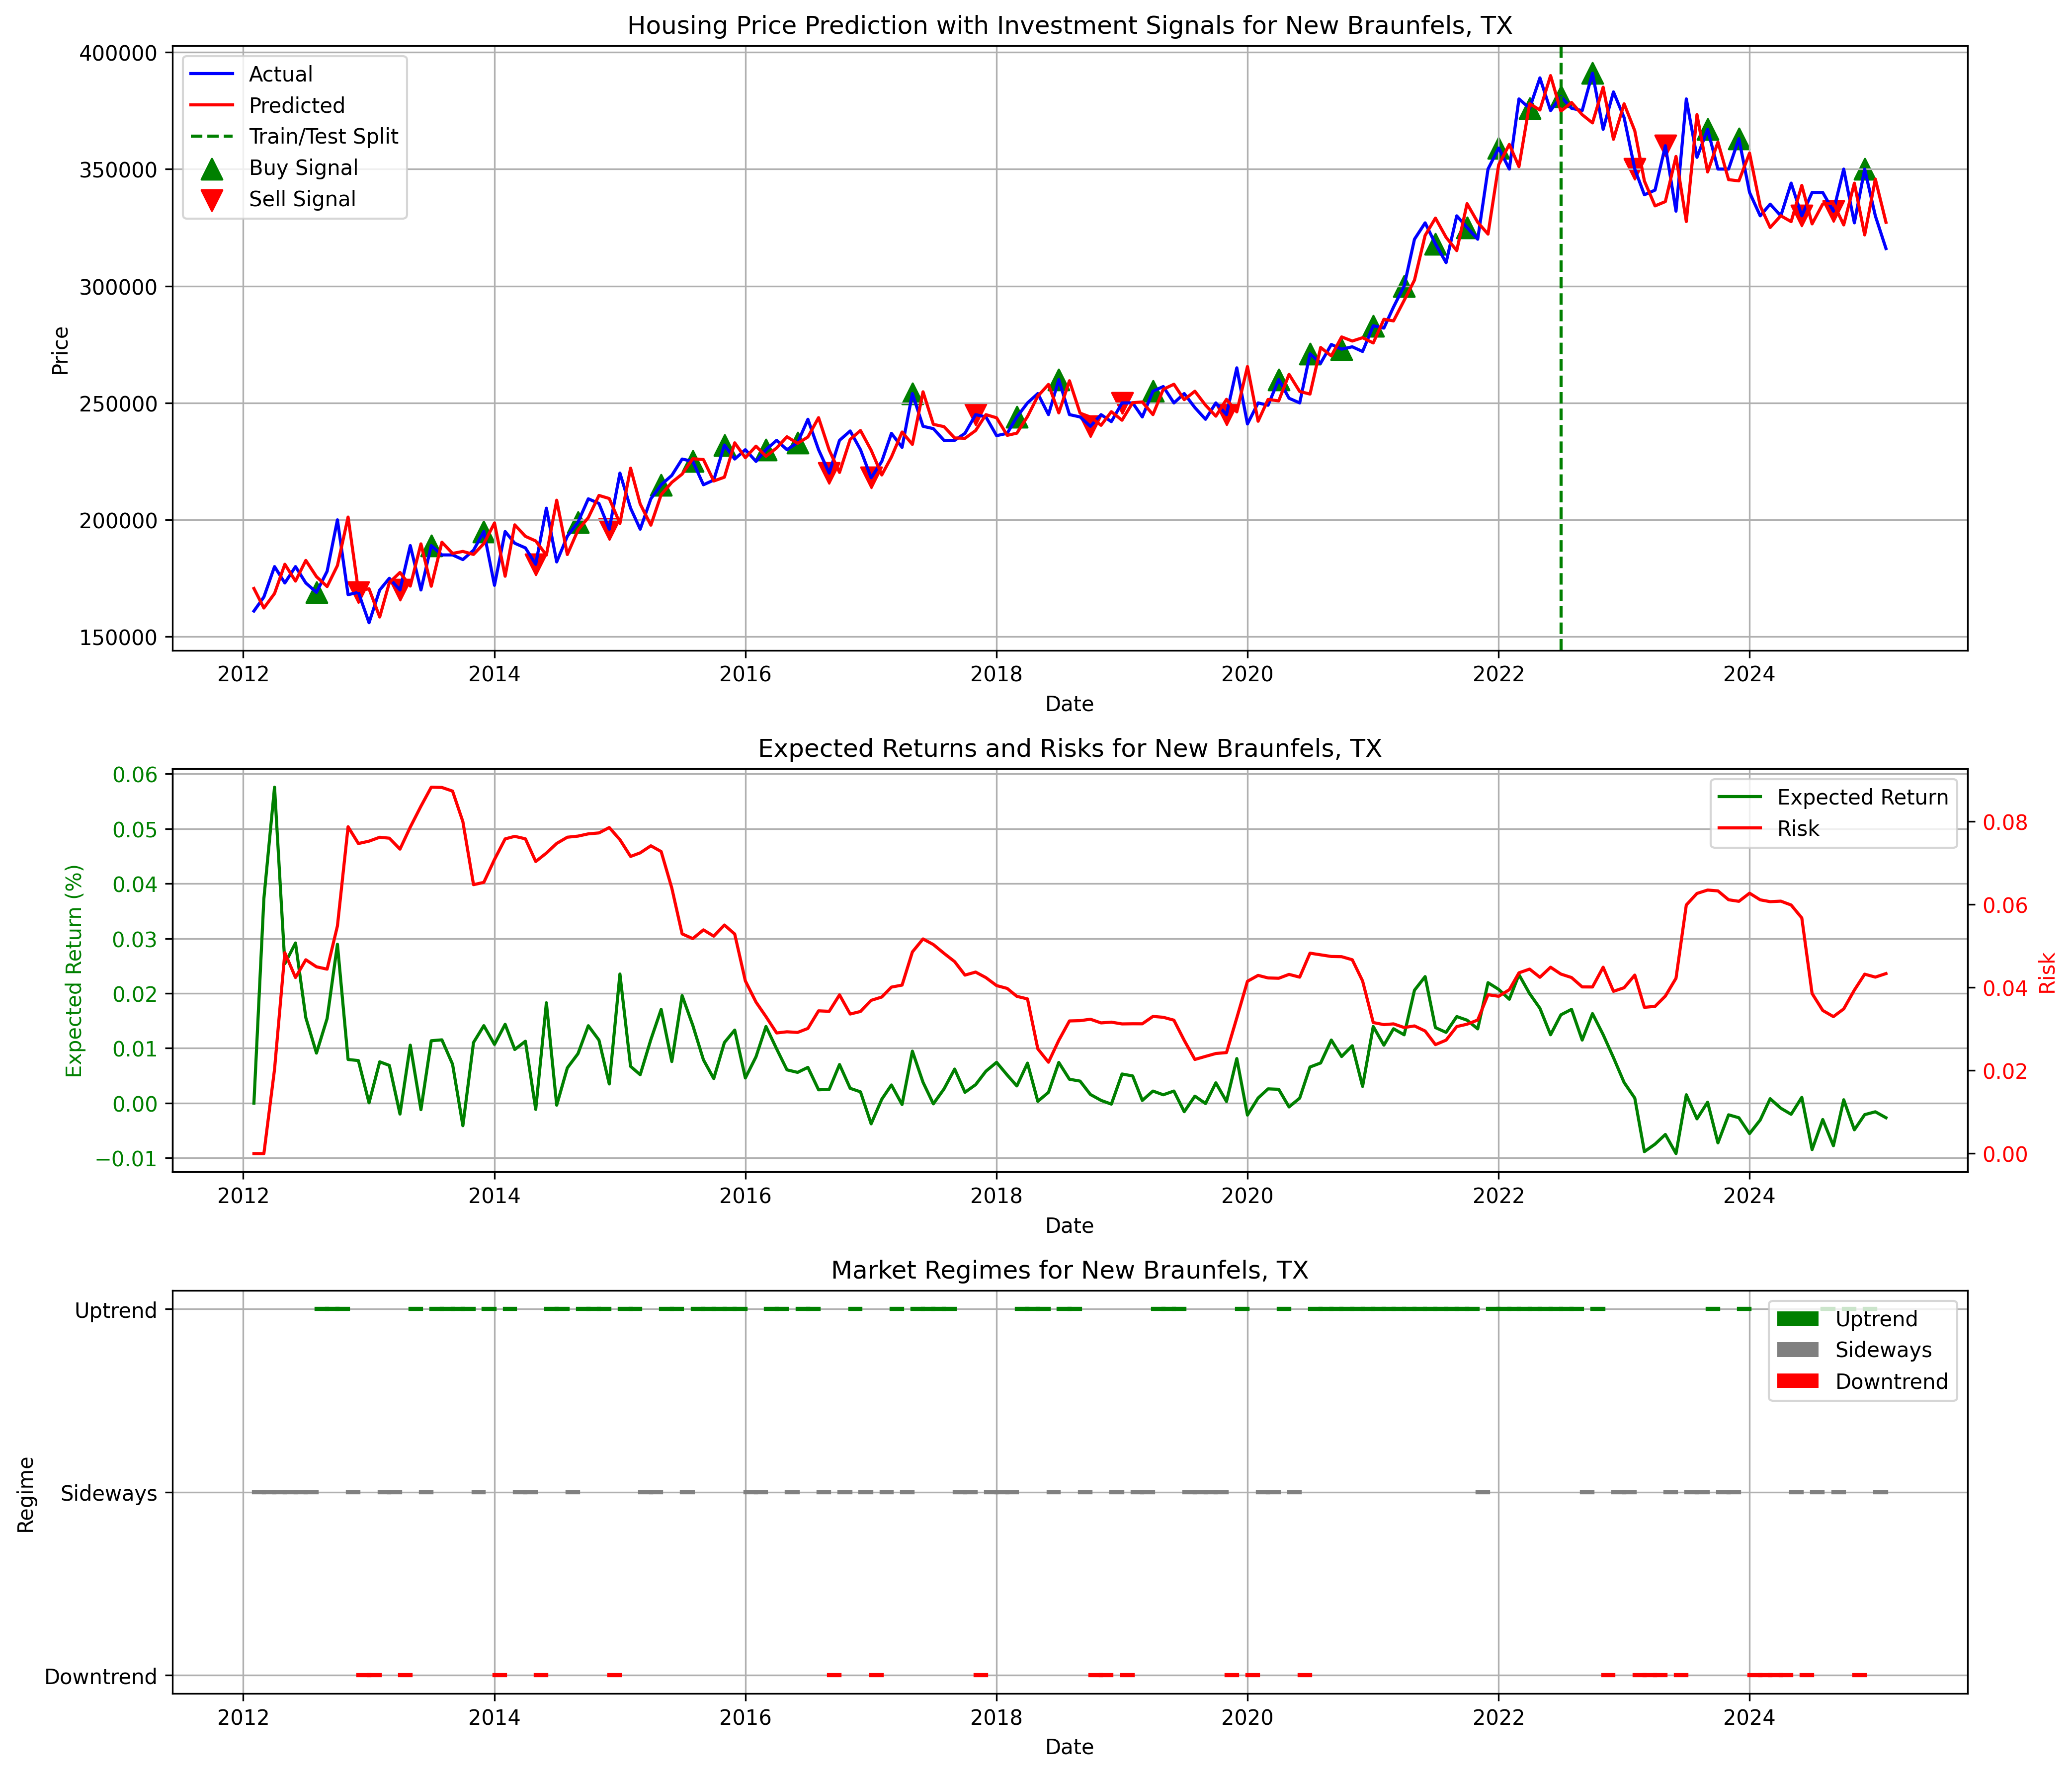 Housing Price Prediction with Investment Signals for New Braunfels, TX
400000
350000
300000
250000
200000
150000
Price
Actual
Predicted
Train/Test Split
Buy Signal
Sell Signal
2012 2014 2016 2018 2020 2022 2024
Date
Expected Returns and Risks for New Braunfels, TX
0.06
0.05
0.04
0.03
0.02
0.01
0.00
−0.01
Expected Return (%)
Expected Return
Risk
0.08
0.06
0.04
0.02
0.00
Risk
2012 2014 2016 2018 2020 2022 2024
Date
Market Regimes for New Braunfels, TX
Uptrend
Sideways
Downtrend
Regime
Uptrend
Sideways
Downtrend
2012 2014 2016 2018 2020 2022 2024
Date